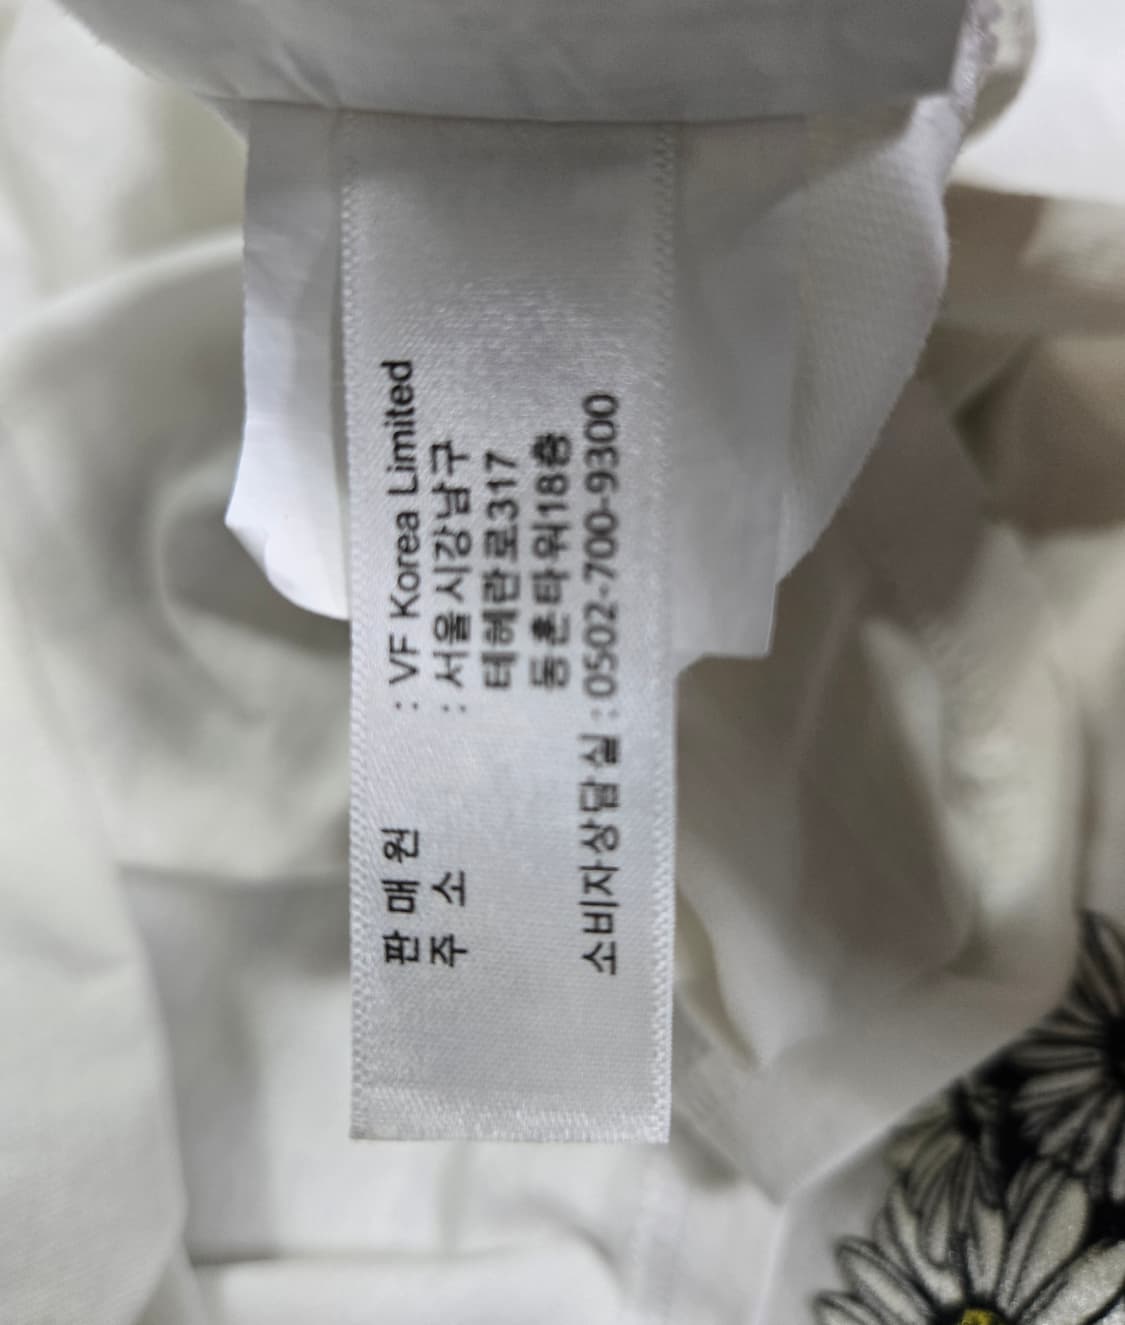 판 매 원 : VF Korea Limited
주 소 : 서울시강남구
테헤란로317
동훈타워18층
소비자상담실 : 0502-700-9300